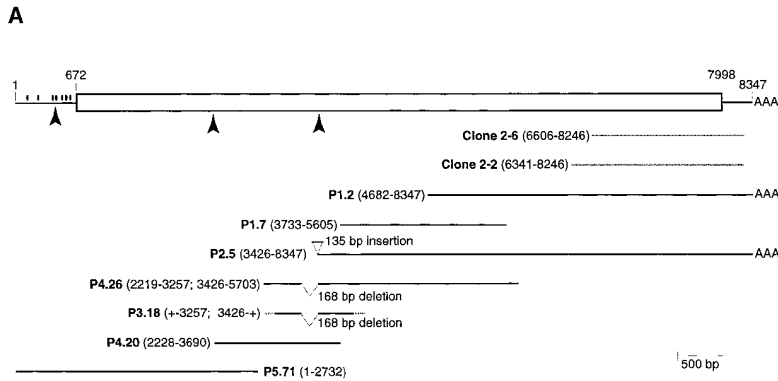 A
1
672
7998
8347
AAA
Clone 2-6 (6606-8246)
Clone 2-2 (6341-8246)
P1.2 (4682-8347)
AAA
P1.7 (3733-5605)
135 bp insertion
P2.5 (3426-8347)
AAA
P4.26 (2219-3257; 3426-5703)
168 bp deletion
P3.18 (+-3257; 3426-+)
168 bp deletion
P4.20 (2228-3690)
500 bp
P5.71 (1-2732)